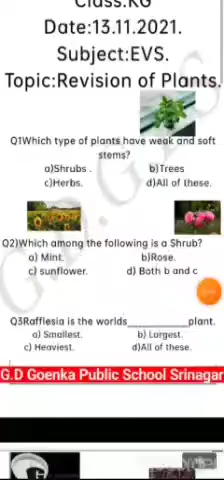 Class:KG
Date:13.11.2021.
Subject:EVS.
Topic:Revision of Plants.
Q1Which type of plants have weak and soft
stems?
a)Shrubs . b)Trees
c)Herbs. d)All of these.
Q2)Which among the following is a Shrub?
a) Mint. b)Rose.
c) sunflower. d) Both b and c
Q3Rafflesia is the worlds__________plant.
a) Smallest. b) Largest.
c) Heaviest. d)All of these.
G.D Goenka Public School Srinagar